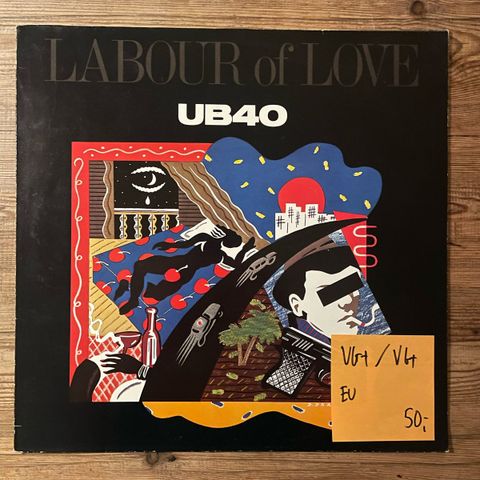 LABOUR of LOVE
UB40
VG+ / VG+
EU
50;-